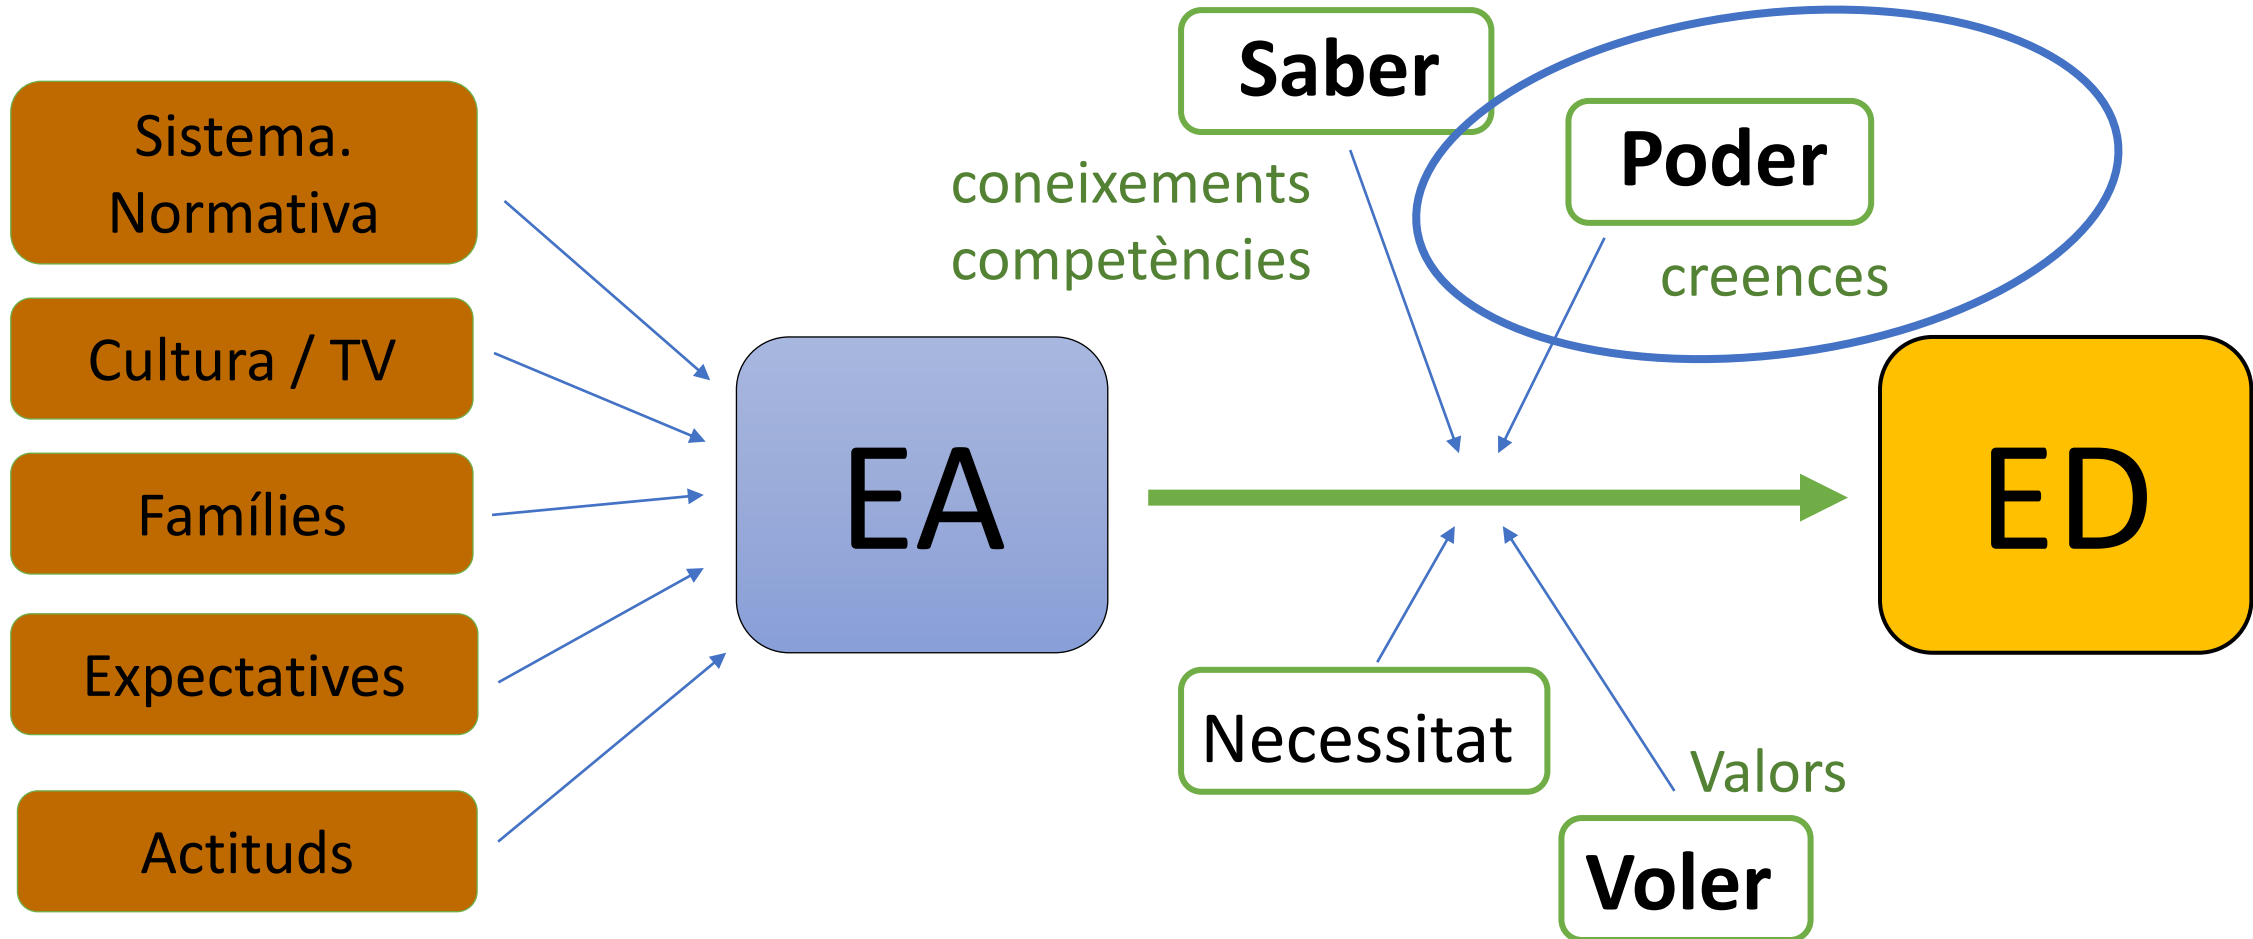 Sistema.
Normativa
Cultura / TV
Famílies
Expectatives
Actituds
EA
Saber
coneixements
competències
Poder
creences
Necessitat
Valors
Voler
ED